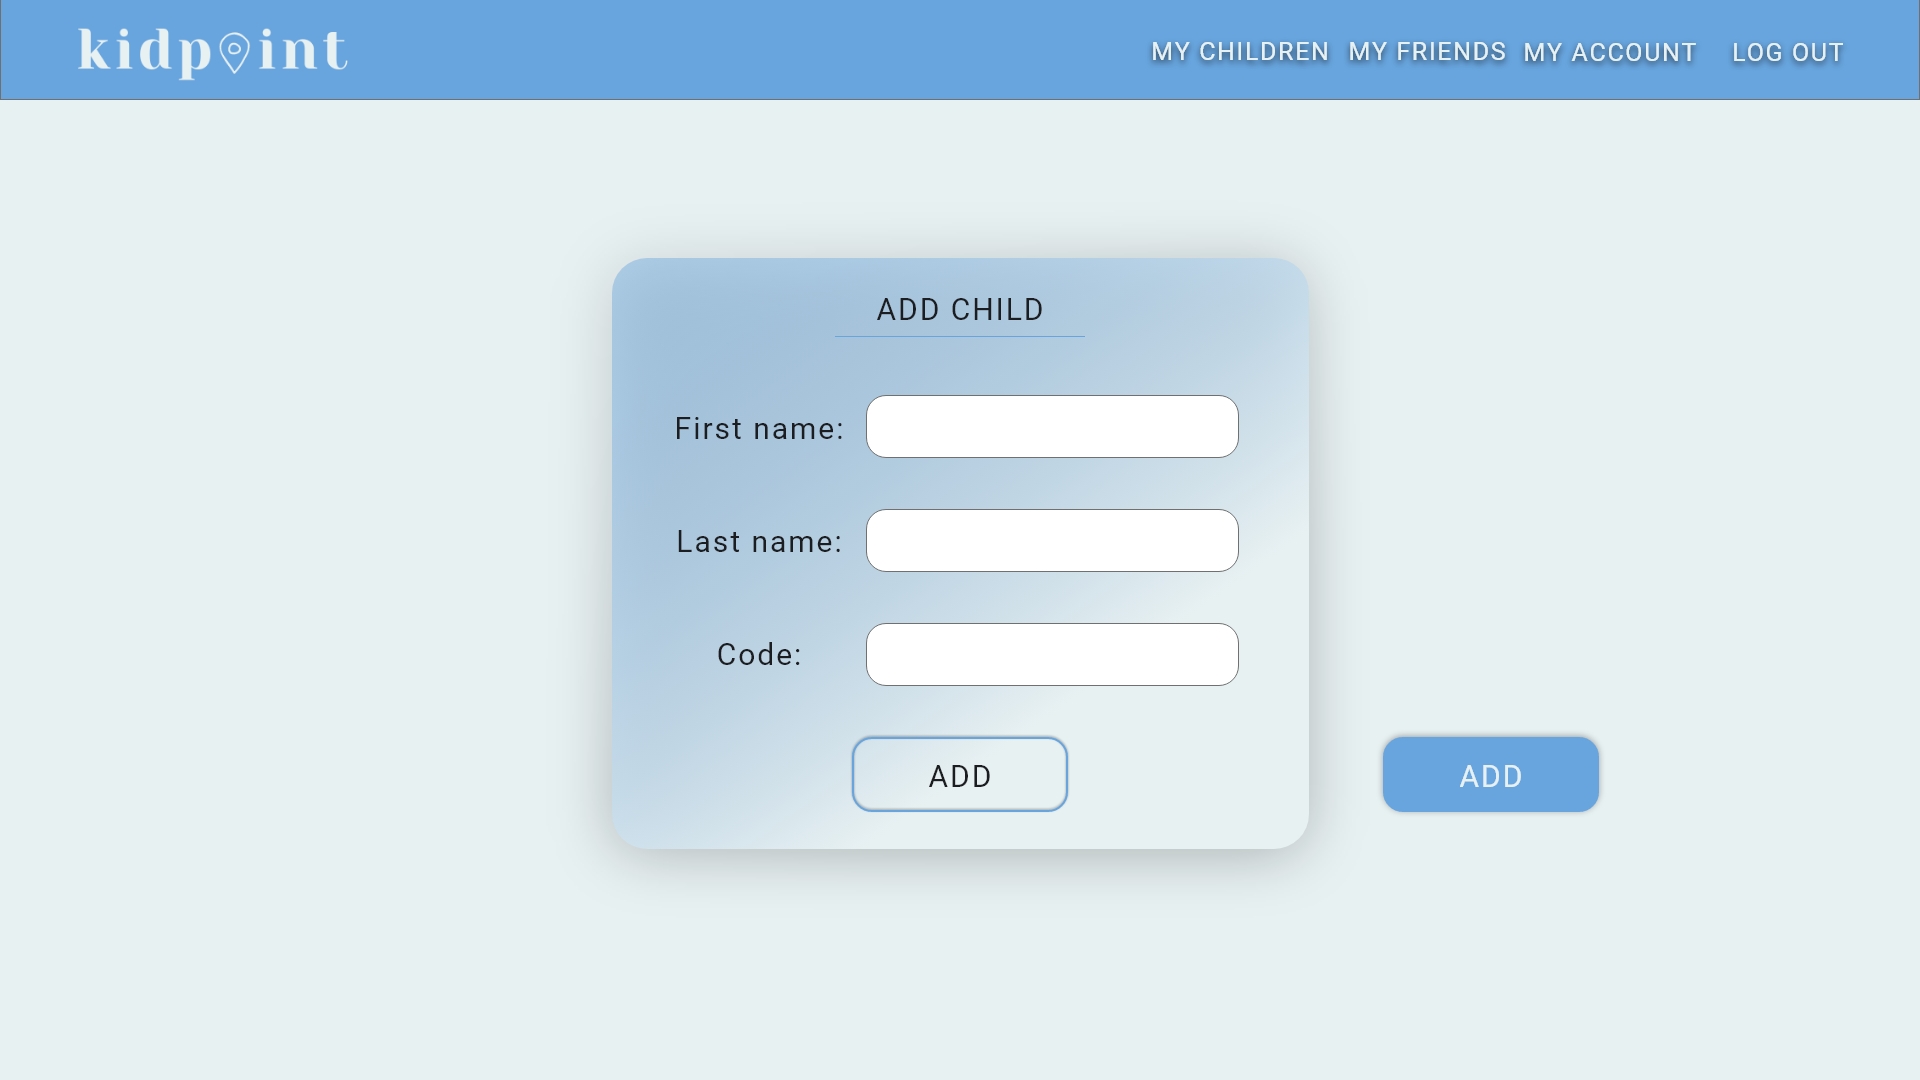 kidpoint MY CHILDREN MY FRIENDS MY ACCOUNT LOG OUT
ADD CHILD
First name:
Last name:
Code:
ADD ADD